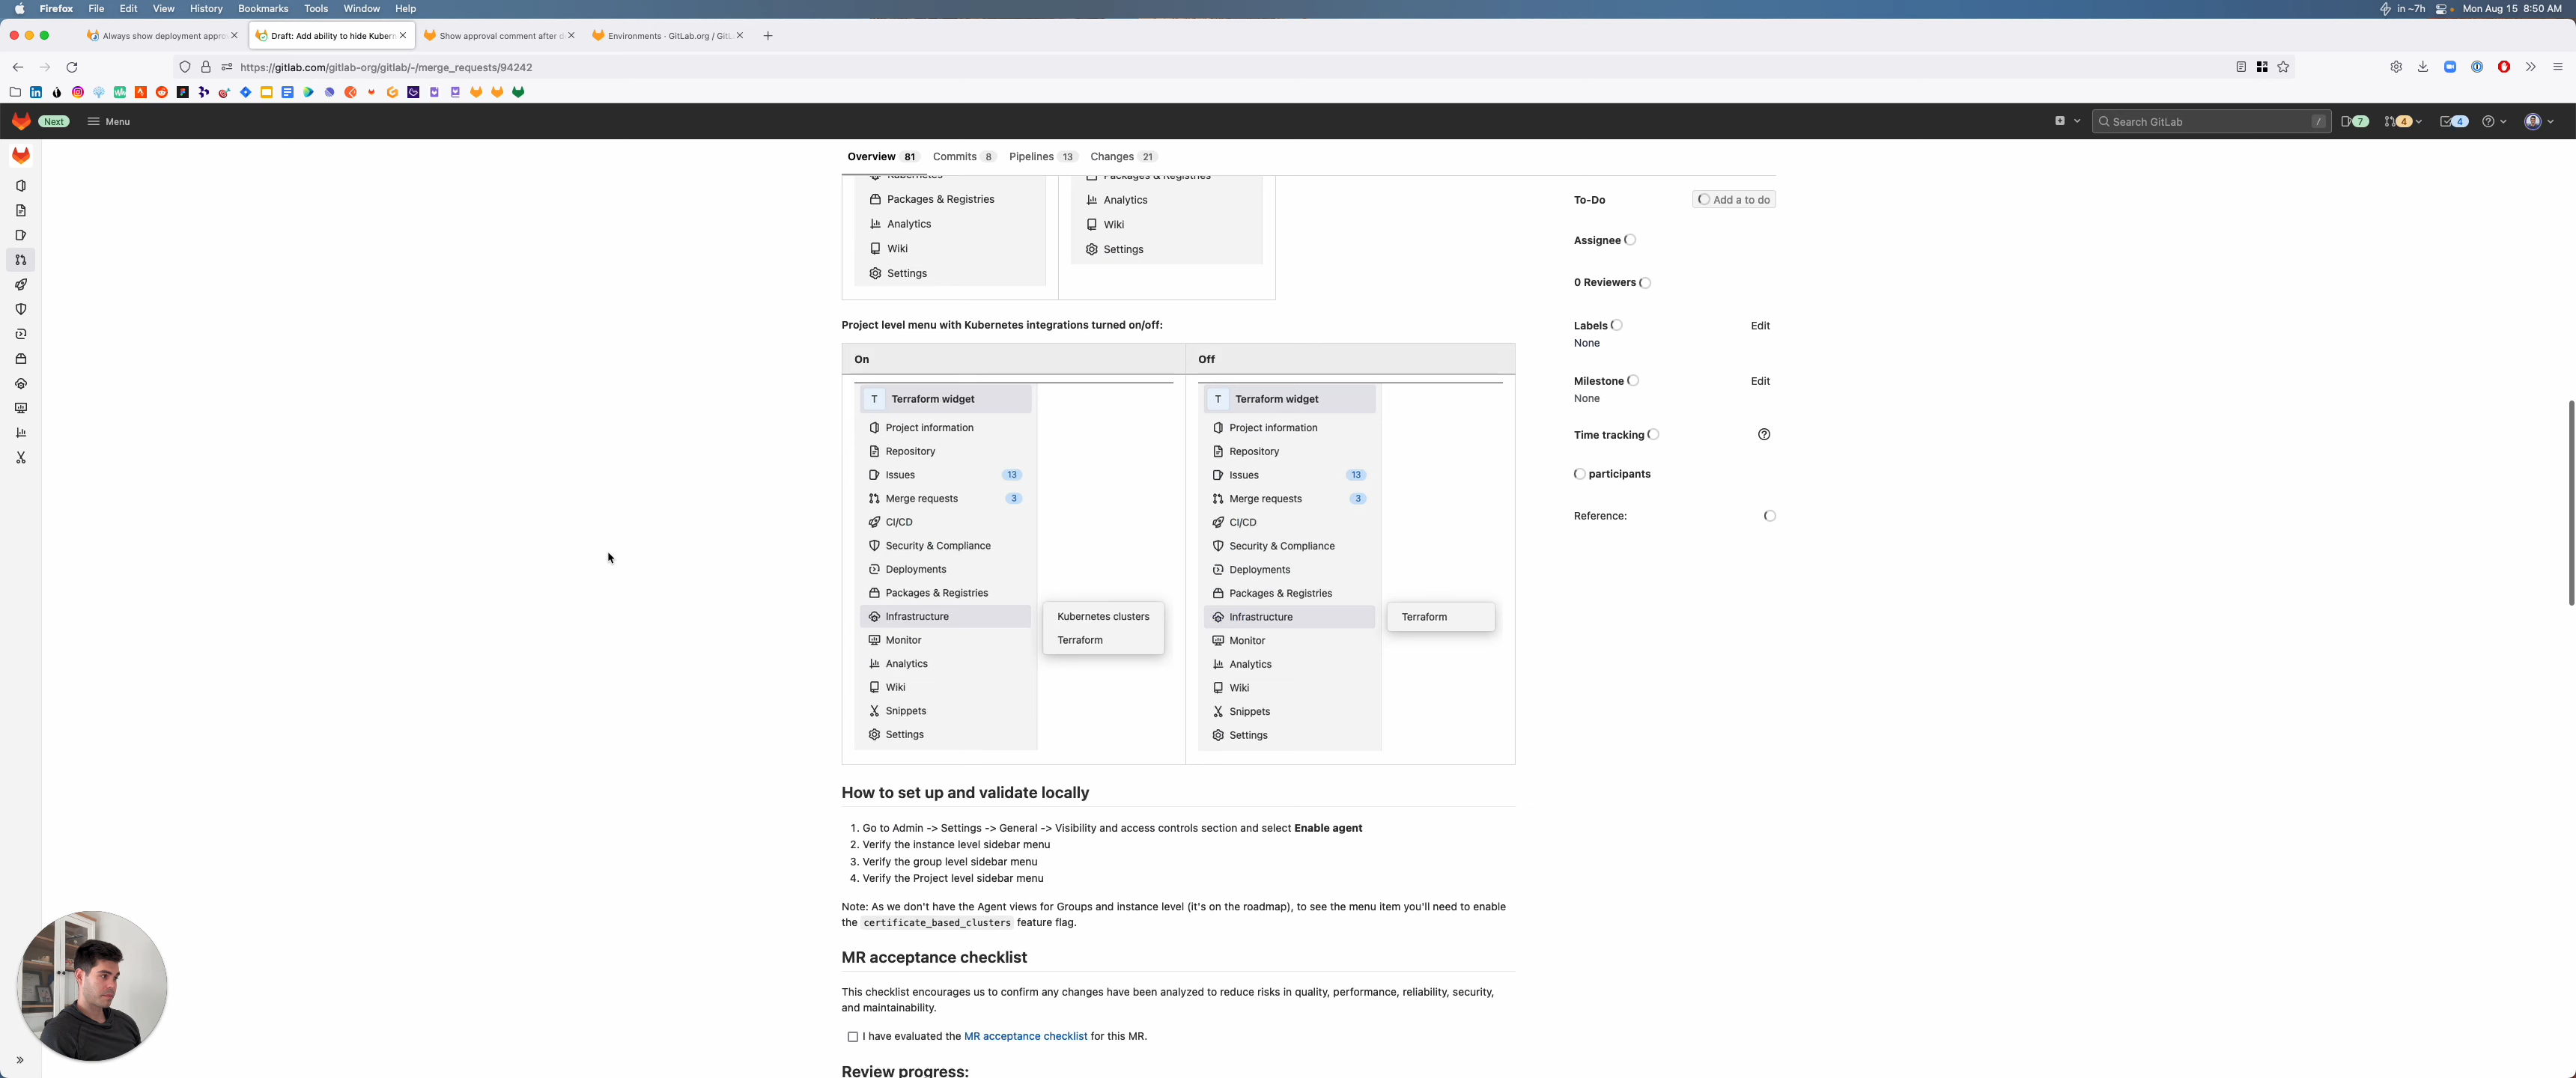 Firefox File Edit View History Bookmarks Tools Window Help
in ~7h Mon Aug 15 8:50 AM
Always show deployment appro
Draft: Add ability to hide Kubern
Show approval comment after d
Environments · GitLab.org / GitL
https://gitlab.com/gitlab-org/gitlab/-/merge_requests/94242
Next
Menu
Search GitLab /
7
4
4
Overview 81 Commits 8 Pipelines 13 Changes 21
Kubernetes
Packages & Registries
Analytics
Wiki
Settings
Packages & Registries
Analytics
Wiki
Settings
Project level menu with Kubernetes integrations turned on/off:
On
T Terraform widget
Project information
Repository
Issues 13
Merge requests 3
CI/CD
Security & Compliance
Deployments
Packages & Registries
Infrastructure
Kubernetes clusters
Terraform
Monitor
Analytics
Wiki
Snippets
Settings
Off
T Terraform widget
Project information
Repository
Issues 13
Merge requests 3
CI/CD
Security & Compliance
Deployments
Packages & Registries
Infrastructure
Terraform
Monitor
Analytics
Wiki
Snippets
Settings
How to set up and validate locally
1. Go to Admin -> Settings -> General -> Visibility and access controls section and select Enable agent
2. Verify the instance level sidebar menu
3. Verify the group level sidebar menu
4. Verify the Project level sidebar menu
Note: As we don't have the Agent views for Groups and instance level (it's on the roadmap), to see the menu item you'll need to enable
the certificate_based_clusters feature flag.
MR acceptance checklist
This checklist encourages us to confirm any changes have been analyzed to reduce risks in quality, performance, reliability, security,
and maintainability.
I have evaluated the MR acceptance checklist for this MR.
Review progress:
To-Do
Add a to do
Assignee
0 Reviewers
Labels Edit
None
Milestone Edit
None
Time tracking
participants
Reference: